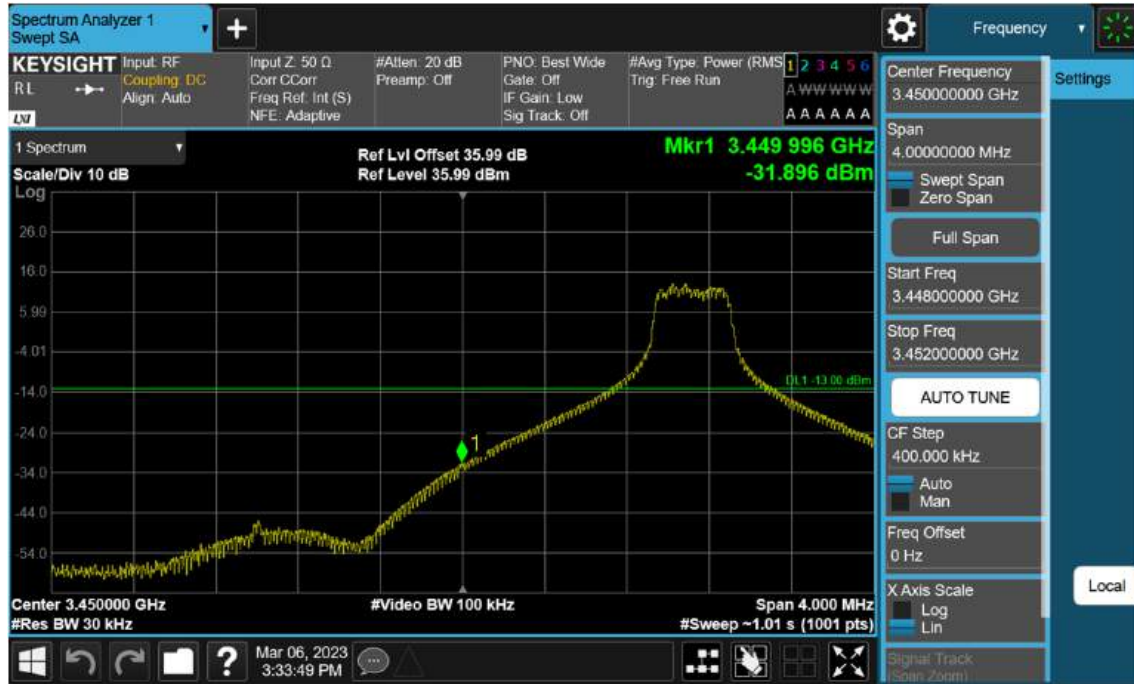 Spectrum Analyzer 1
Swept SA
Frequency
KEYSIGHT
R L
LXI
Input: RF
Coupling: DC
Align: Auto
Input Z: 50 Ω
Corr CCorr
Freq Ref: Int (S)
NFE: Adaptive
#Atten: 20 dB
Preamp: Off
PNO: Best Wide
Gate: Off
IF Gain: Low
Sig Track: Off
#Avg Type: Power (RMS
Trig: Free Run
1 2 3 4 5 6
A W W W W W
A A A A A A
1 Spectrum
Scale/Div 10 dB
Log
Ref Lvl Offset 35.99 dB
Ref Level 35.99 dBm
Mkr1 3.449 996 GHz
-31.896 dBm
26.0
16.0
5.99
-4.01
-14.0
-24.0
-34.0
-44.0
-54.0
DL1 -13.00 dBm
1
Center 3.450000 GHz
#Res BW 30 kHz
#Video BW 100 kHz
Span 4.000 MHz
#Sweep ~1.01 s (1001 pts)
Center Frequency
3.450000000 GHz
Settings
Span
4.00000000 MHz
Swept Span
Zero Span
Full Span
Start Freq
3.448000000 GHz
Stop Freq
3.452000000 GHz
AUTO TUNE
CF Step
400.000 kHz
Auto
Man
Freq Offset
0 Hz
X Axis Scale
Log
Lin
Local
Signal Track
(Span Zoom)
?
Mar 06, 2023
3:33:49 PM